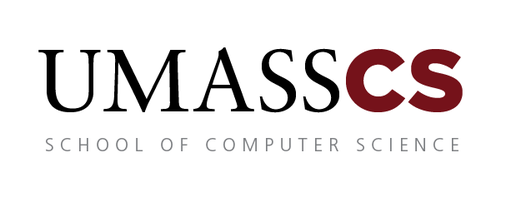 UMASSCS
SCHOOL OF COMPUTER SCIENCE